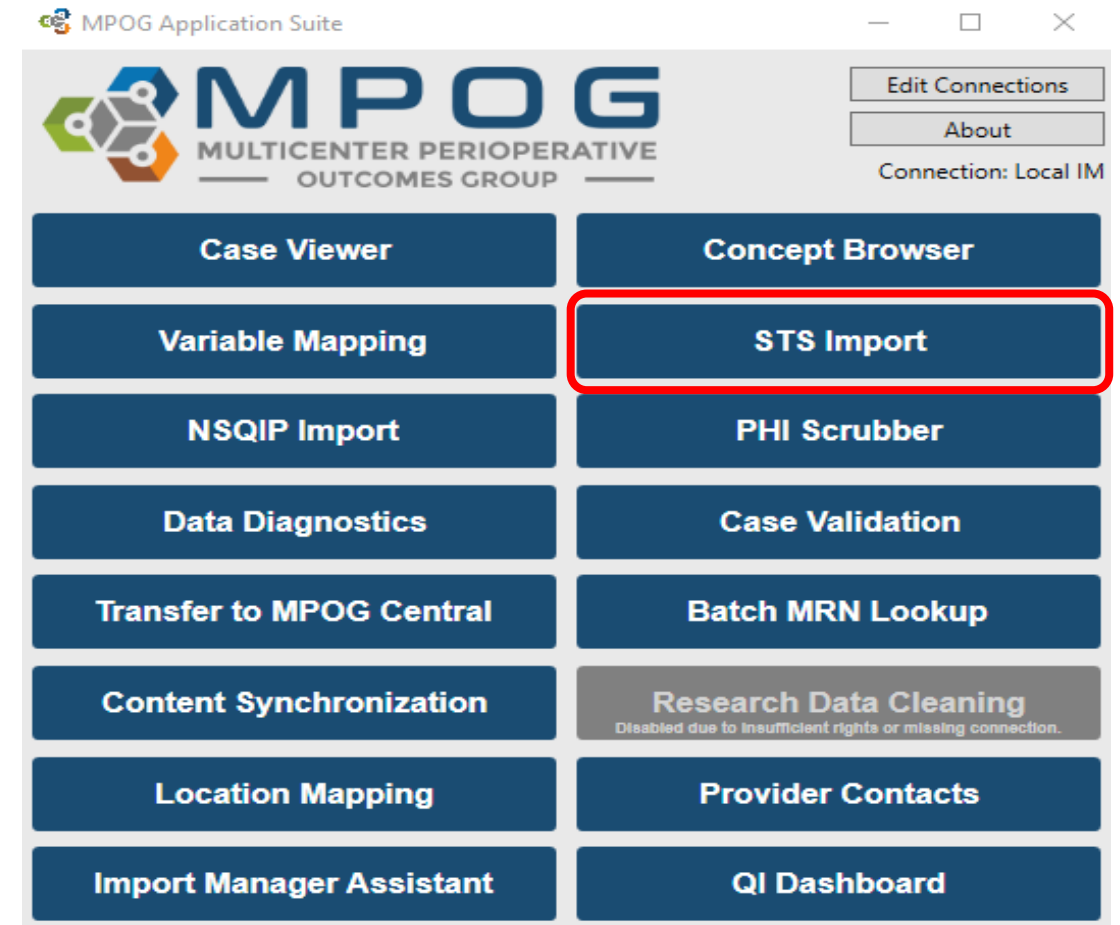 MPOG Application Suite
MPOG
MULTICENTER PERIOPERATIVE
OUTCOMES GROUP
Edit Connections
About
Connection: Local IM
Case Viewer
Concept Browser
Variable Mapping
STS Import
NSQIP Import
PHI Scrubber
Data Diagnostics
Case Validation
Transfer to MPOG Central
Batch MRN Lookup
Content Synchronization
Research Data Cleaning
Disabled due to insufficient rights or missing connection.
Location Mapping
Provider Contacts
Import Manager Assistant
QI Dashboard